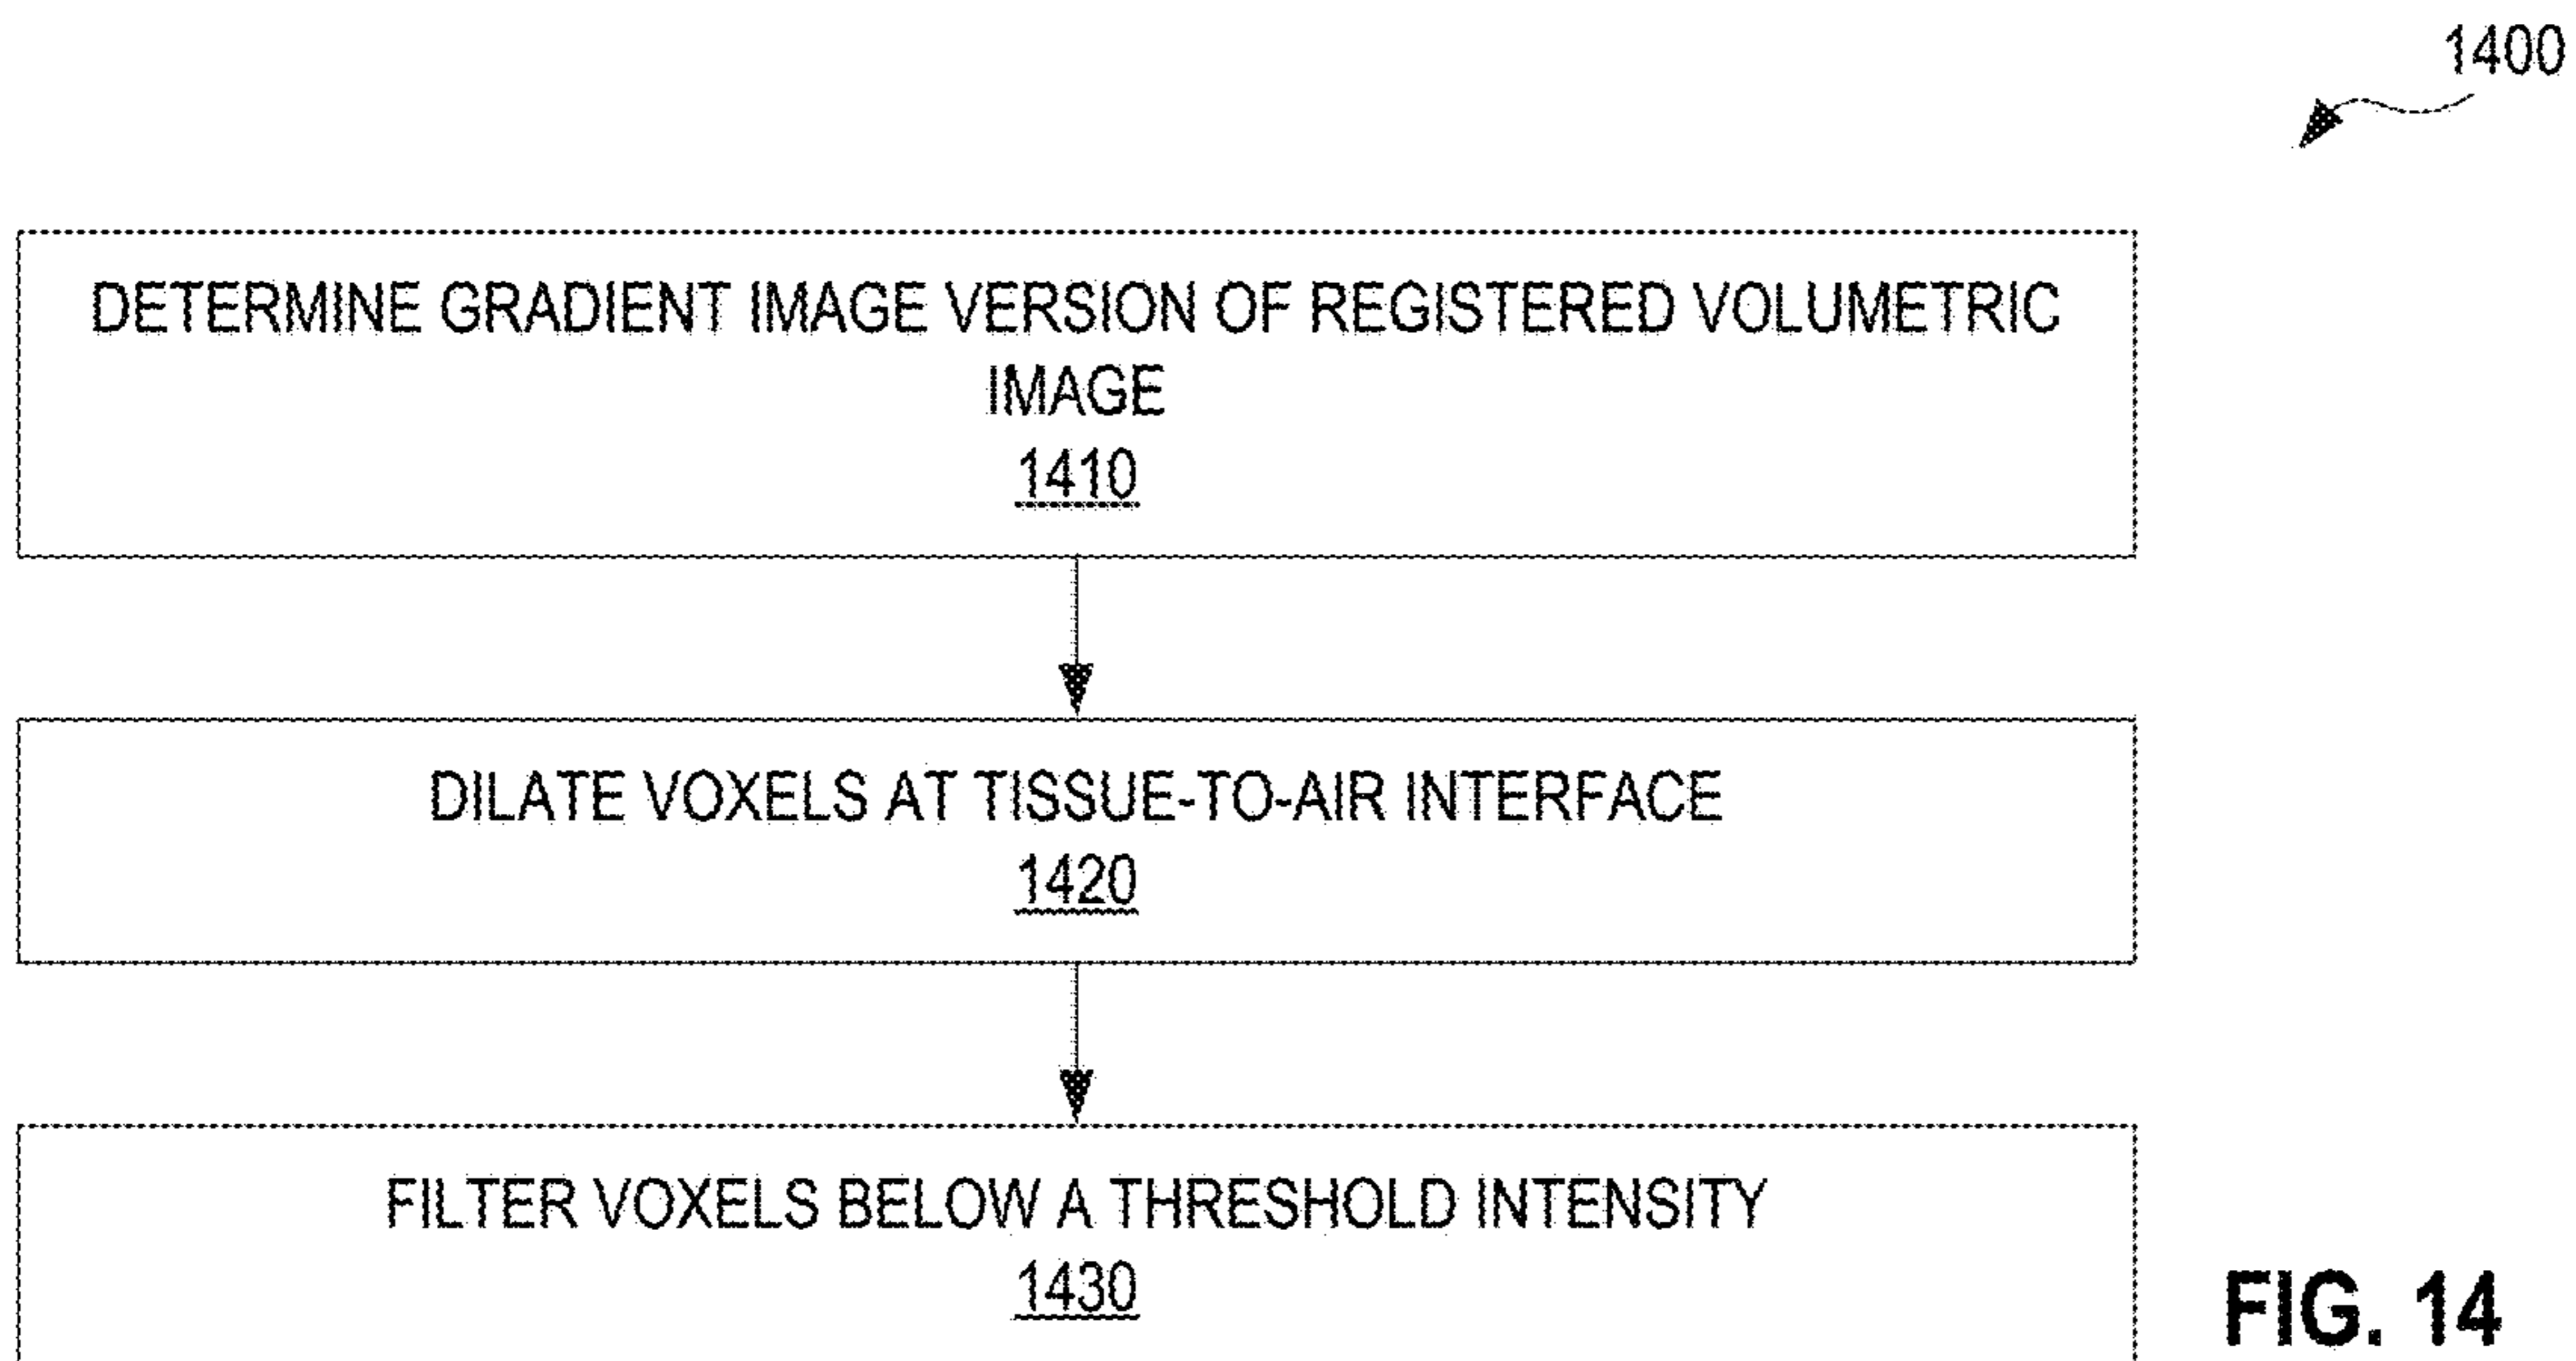 1400
DETERMINE GRADIENT IMAGE VERSION OF REGISTERED VOLUMETRIC
IMAGE
1410
DILATE VOXELS AT TISSUE-TO-AIR INTERFACE
1420
FILTER VOXELS BELOW A THRESHOLD INTENSITY
1430
FIG. 14